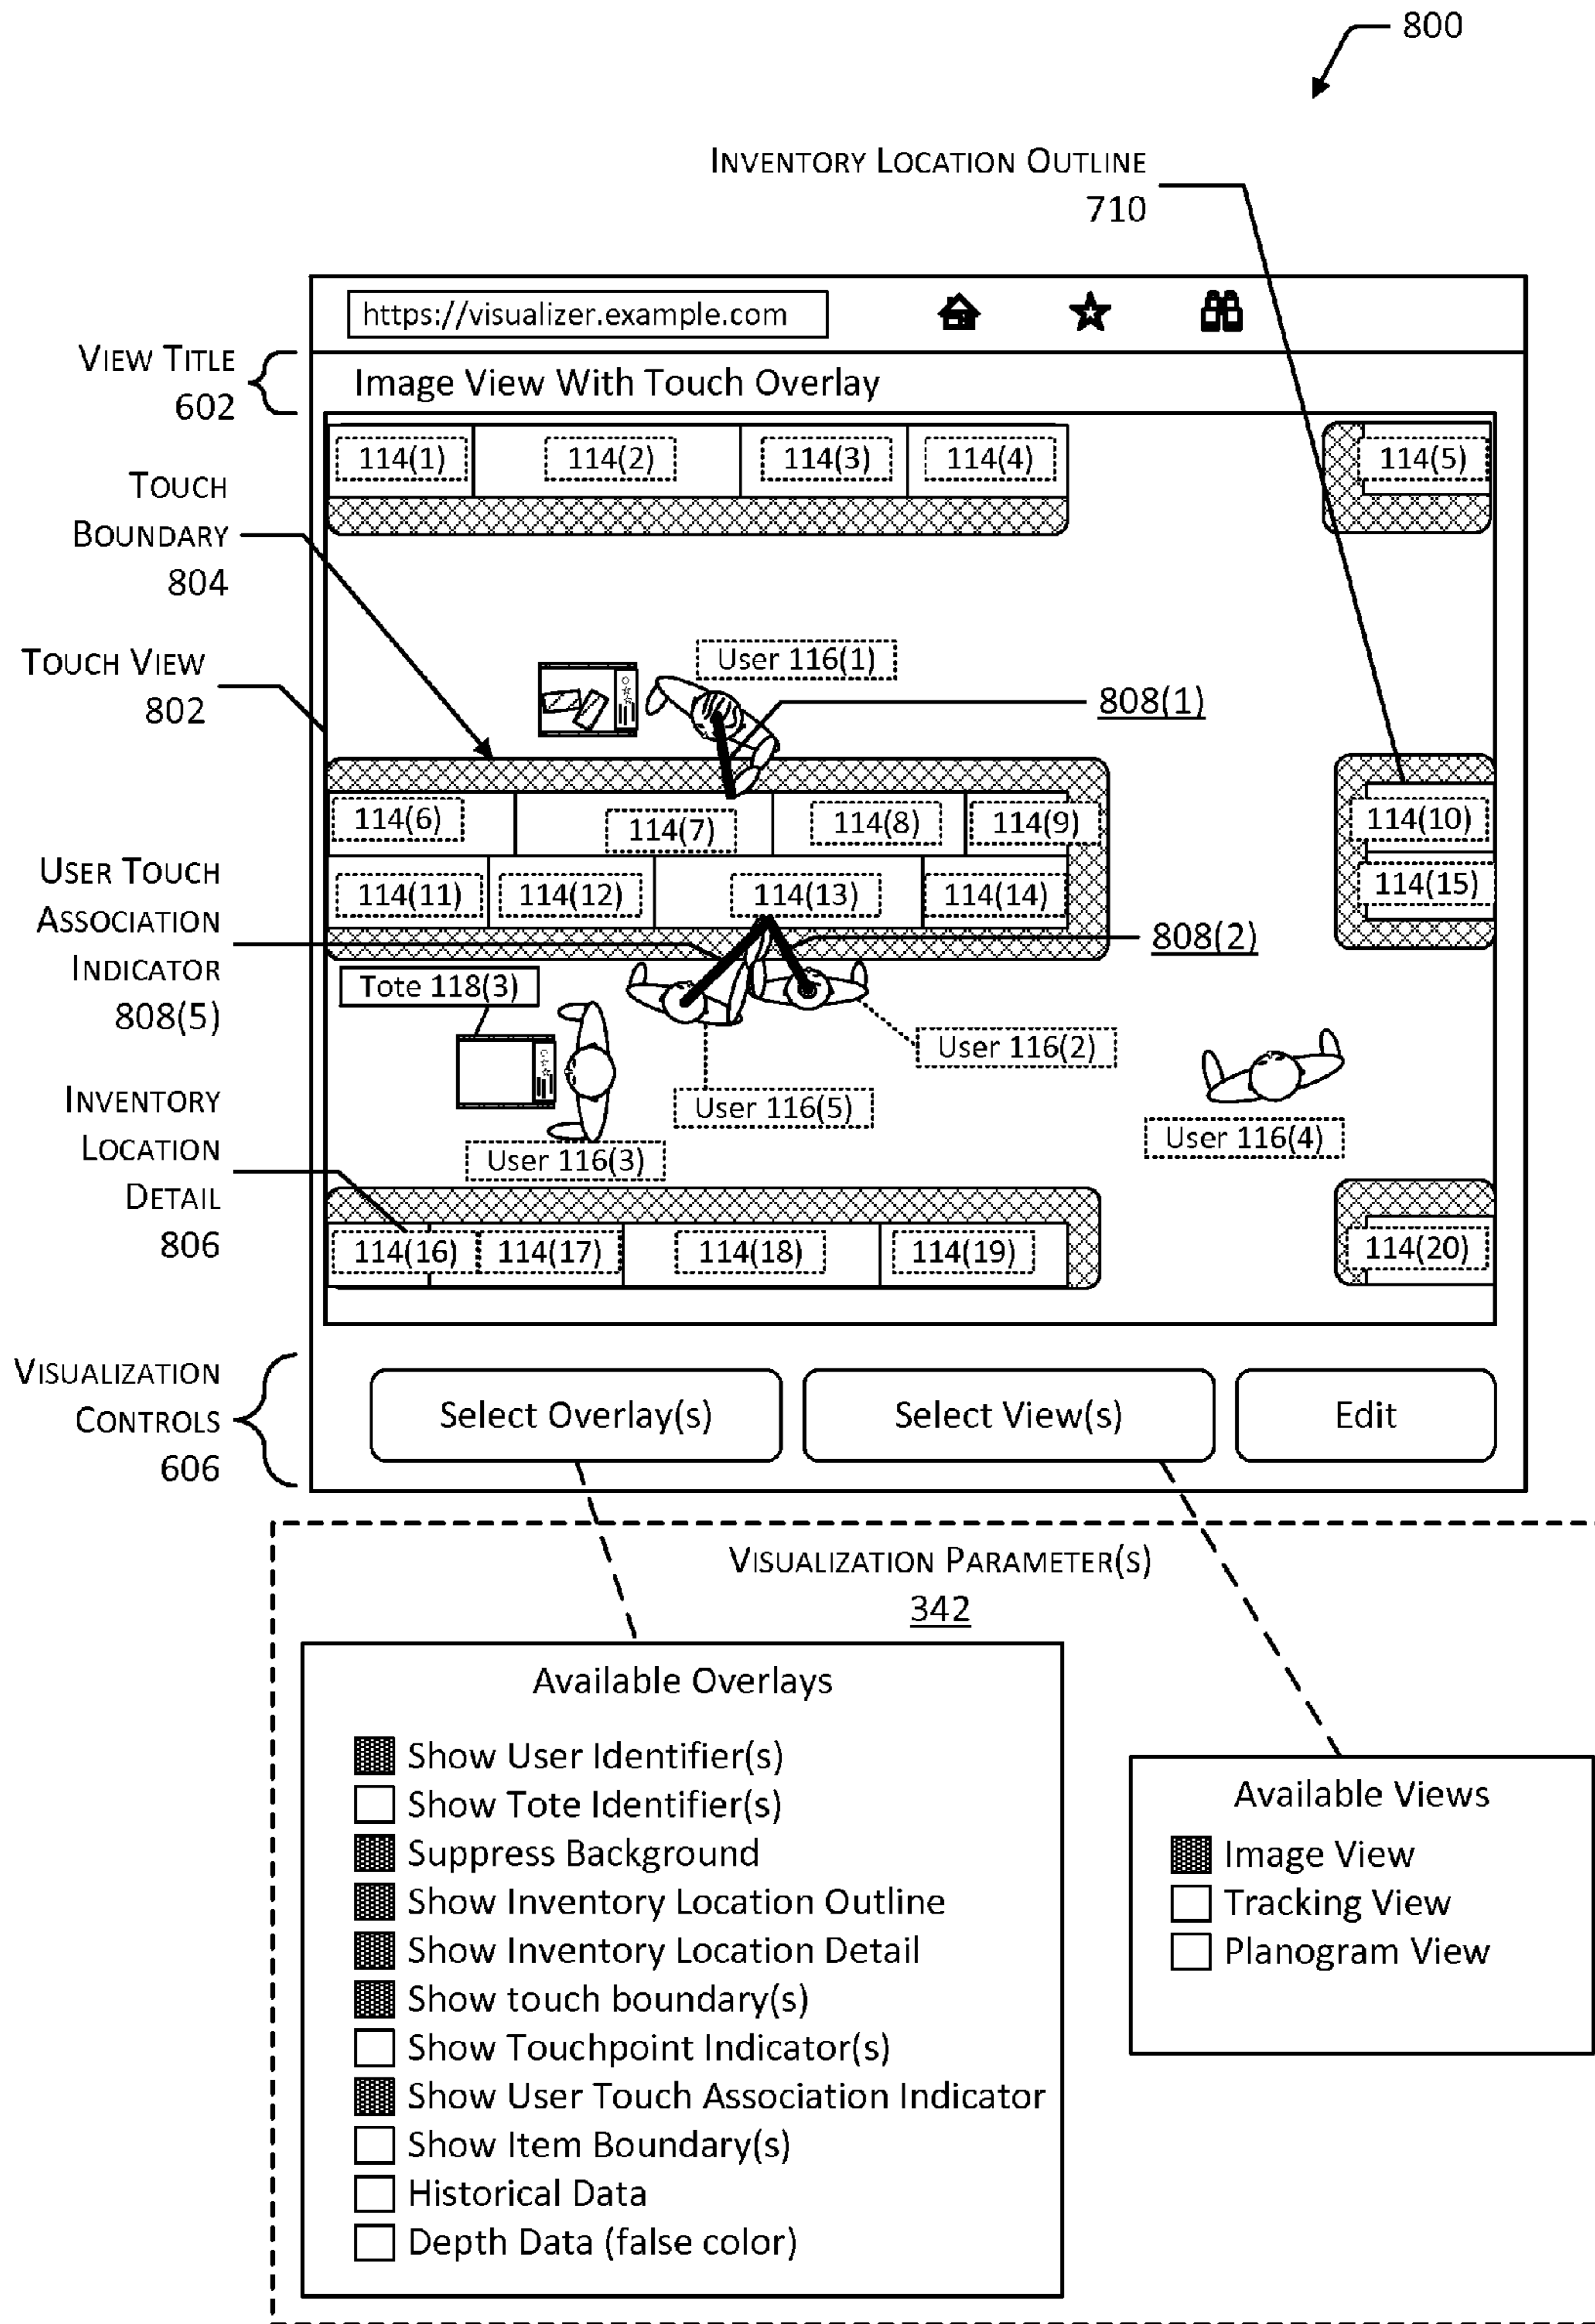 800
INVENTORY LOCATION OUTLINE
710
https://visualizer.example.com
VIEW TITLE
602
Image View With Touch Overlay
114(1)
114(2)
114(3)
114(4)
114(5)
TOUCH
BOUNDARY
804
TOUCH VIEW
802
User 116(1)
808(1)
114(6)
114(7)
114(8)
114(9)
114(10)
114(11)
114(12)
114(13)
114(14)
114(15)
USER TOUCH
ASSOCIATION
INDICATOR
808(5)
808(2)
Tote 118(3)
User 116(2)
User 116(5)
User 116(4)
User 116(3)
INVENTORY
LOCATION
DETAIL
806
114(16)
114(17)
114(18)
114(19)
114(20)
VISUALIZATION
CONTROLS
606
Select Overlay(s)
Select View(s)
Edit
VISUALIZATION PARAMETER(S)
342
Available Overlays
Show User Identifier(s)
Show Tote Identifier(s)
Suppress Background
Show Inventory Location Outline
Show Inventory Location Detail
Show touch boundary(s)
Show Touchpoint Indicator(s)
Show User Touch Association Indicator
Show Item Boundary(s)
Historical Data
Depth Data (false color)
Available Views
Image View
Tracking View
Planogram View